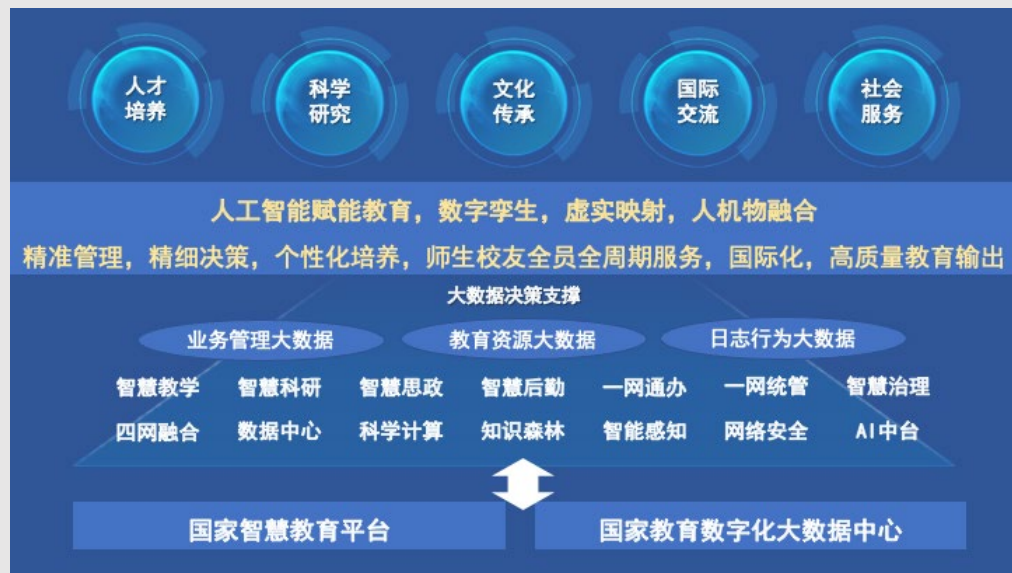 人才
培养
科学
研究
文化
传承
国际
交流
社会
服务
人工智能赋能教育，数字孪生，虚实映射，人机物融合
精准管理，精细决策，个性化培养，师生校友全员全周期服务，国际化，高质量教育输出
大数据决策支撑
业务管理大数据 教育资源大数据 日志行为大数据
智慧教学 智慧科研 智慧思政 智慧后勤 一网通办 一网统管 智慧治理
四网融合 数据中心 科学计算 知识森林 智能感知 网络安全 AI中台
国家智慧教育平台 国家教育数字化大数据中心